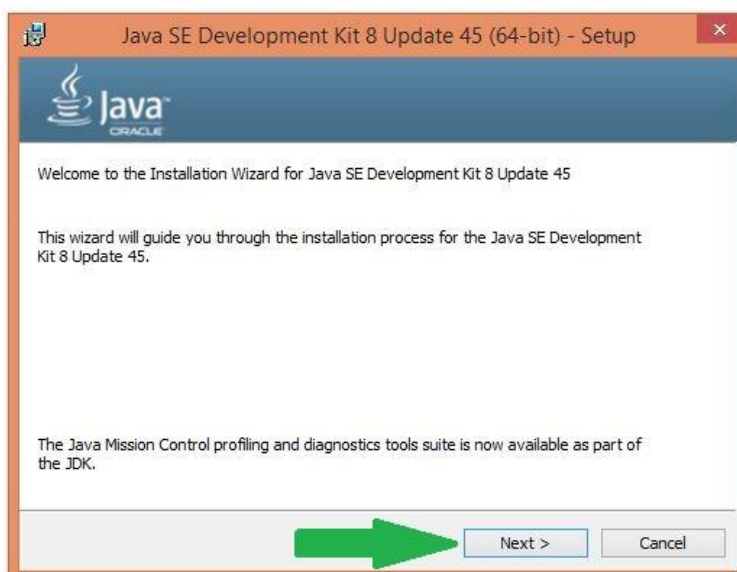 Java SE Development Kit 8 Update 45 (64-bit) - Setup
Java™
ORACLE
Welcome to the Installation Wizard for Java SE Development Kit 8 Update 45
This wizard will guide you through the installation process for the Java SE Development
Kit 8 Update 45.
The Java Mission Control profiling and diagnostics tools suite is now available as part of
the JDK.
Next >
Cancel